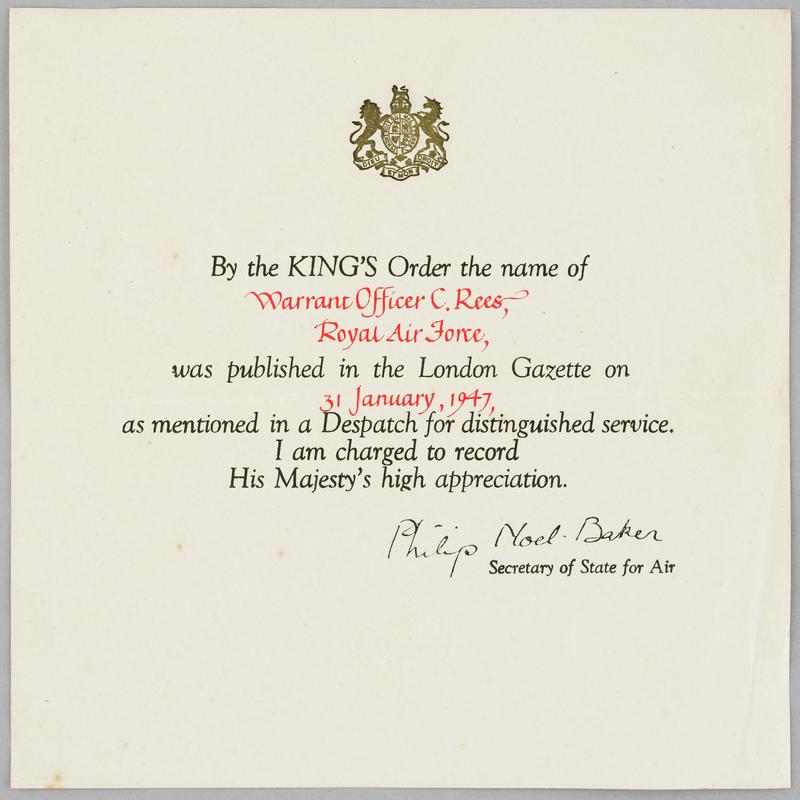 DIEU ET MON DROIT
By the KING'S Order the name of
Warrant Officer C. Rees,
Royal Air Force,
was published in the London Gazette on
31 January, 1947,
as mentioned in a Despatch for distinguished service.
I am charged to record
His Majesty's high appreciation.
Philip Noel-Baker
Secretary of State for Air